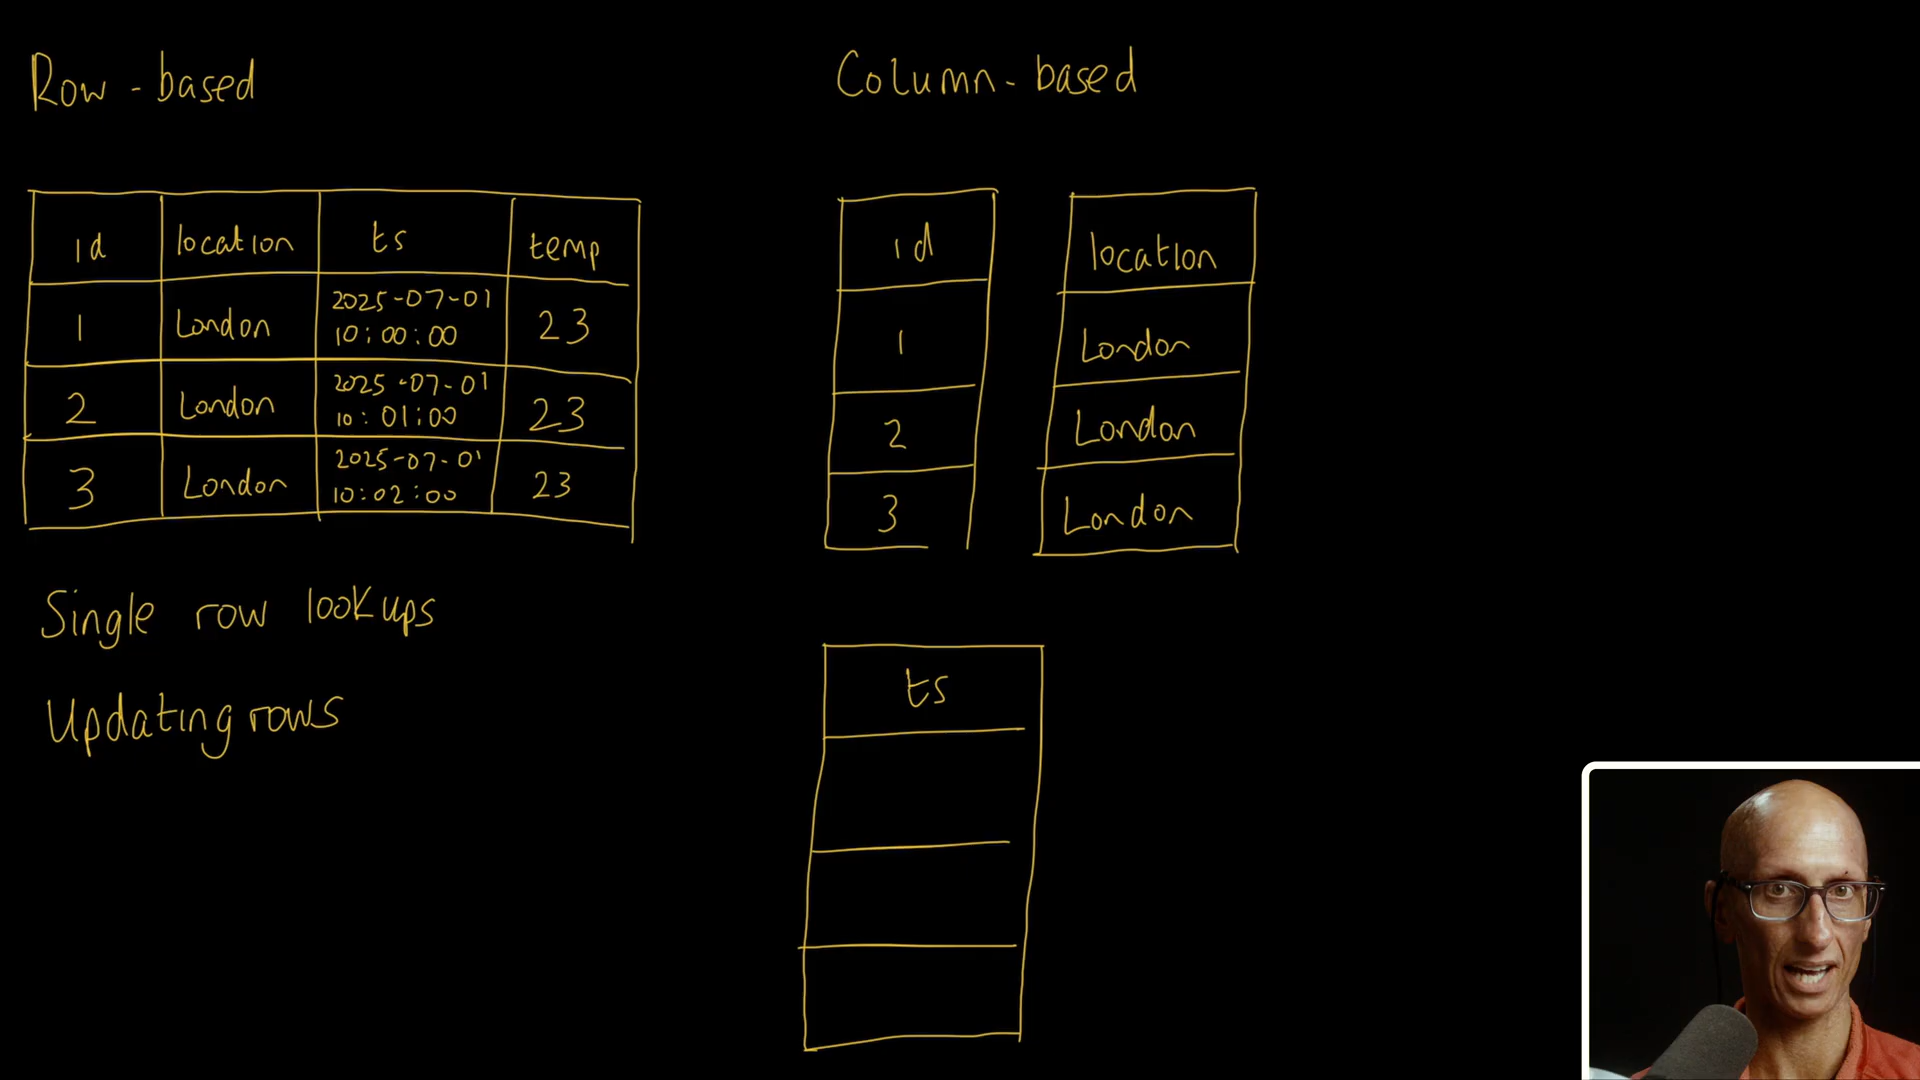 Row-based
id location ts temp
1 London 2025-07-01 10:00:00 23
2 London 2025-07-01 10:01:00 23
3 London 2025-07-01 10:02:00 23
Single row lookups
Updating rows
Column-based
id
1
2
3
location
London
London
London
ts